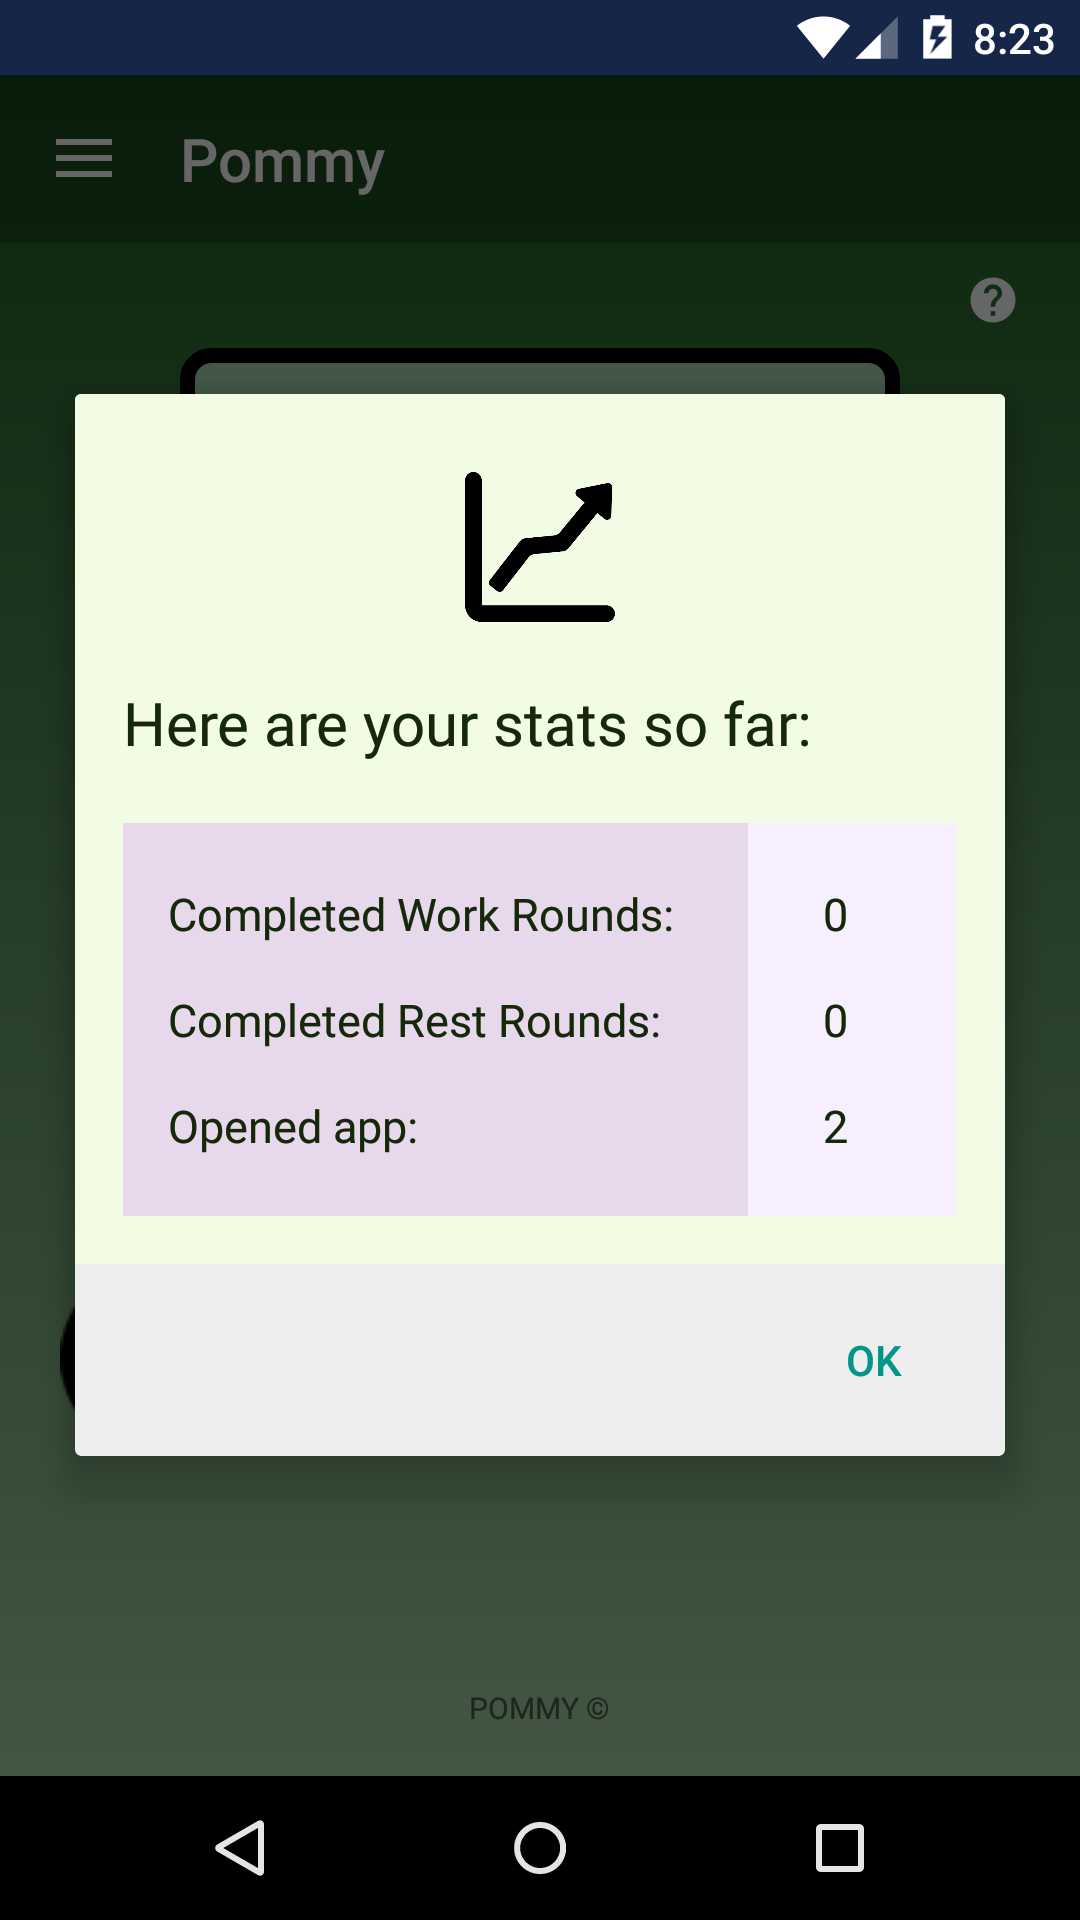 8:23
Pommy
Here are your stats so far:
Completed Work Rounds: 0
Completed Rest Rounds: 0
Opened app: 2
OK
POMMY ©